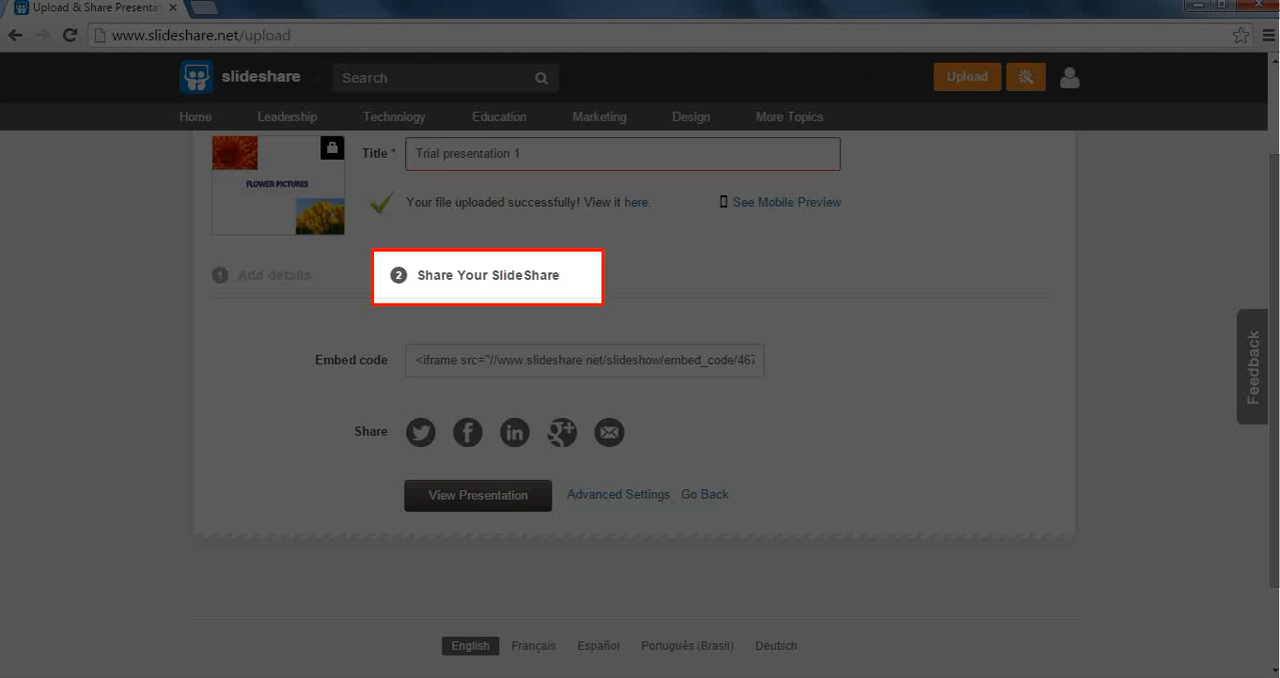 Upload & Share Presenta
www.slideshare.net/upload
slideshare
Search
Upload
Home
Leadership
Technology
Education
Marketing
Design
More Topics
Title *
Trial presentation 1
FLOWER PICTURES
Your file uploaded successfully! View it here.
See Mobile Preview
1 Add details
2 Share Your SlideShare
Feedback
Embed code
<iframe src="//www.slideshare.net/slideshow/embed_code/467
Share
View Presentation
Advanced Settings
Go Back
English
Français
Español
Português (Brasil)
Deutsch